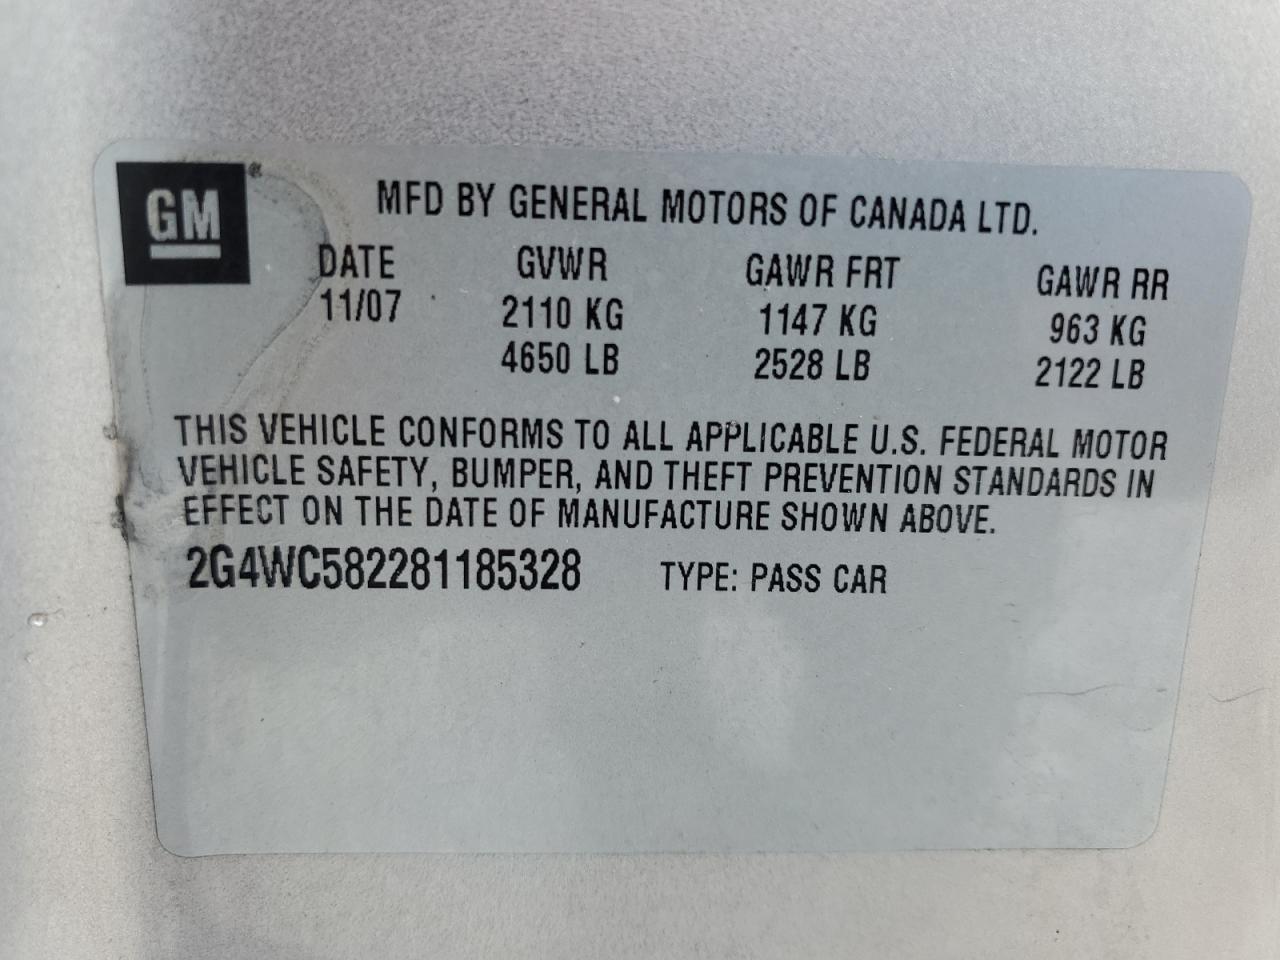 GM®
MFD BY GENERAL MOTORS OF CANADA LTD.
DATE GVWR GAWR FRT GAWR RR
11/07 2110 KG 1147 KG 963 KG
4650 LB 2528 LB 2122 LB
THIS VEHICLE CONFORMS TO ALL APPLICABLE U.S. FEDERAL MOTOR
VEHICLE SAFETY, BUMPER, AND THEFT PREVENTION STANDARDS IN
EFFECT ON THE DATE OF MANUFACTURE SHOWN ABOVE.
2G4WC582281185328 TYPE: PASS CAR